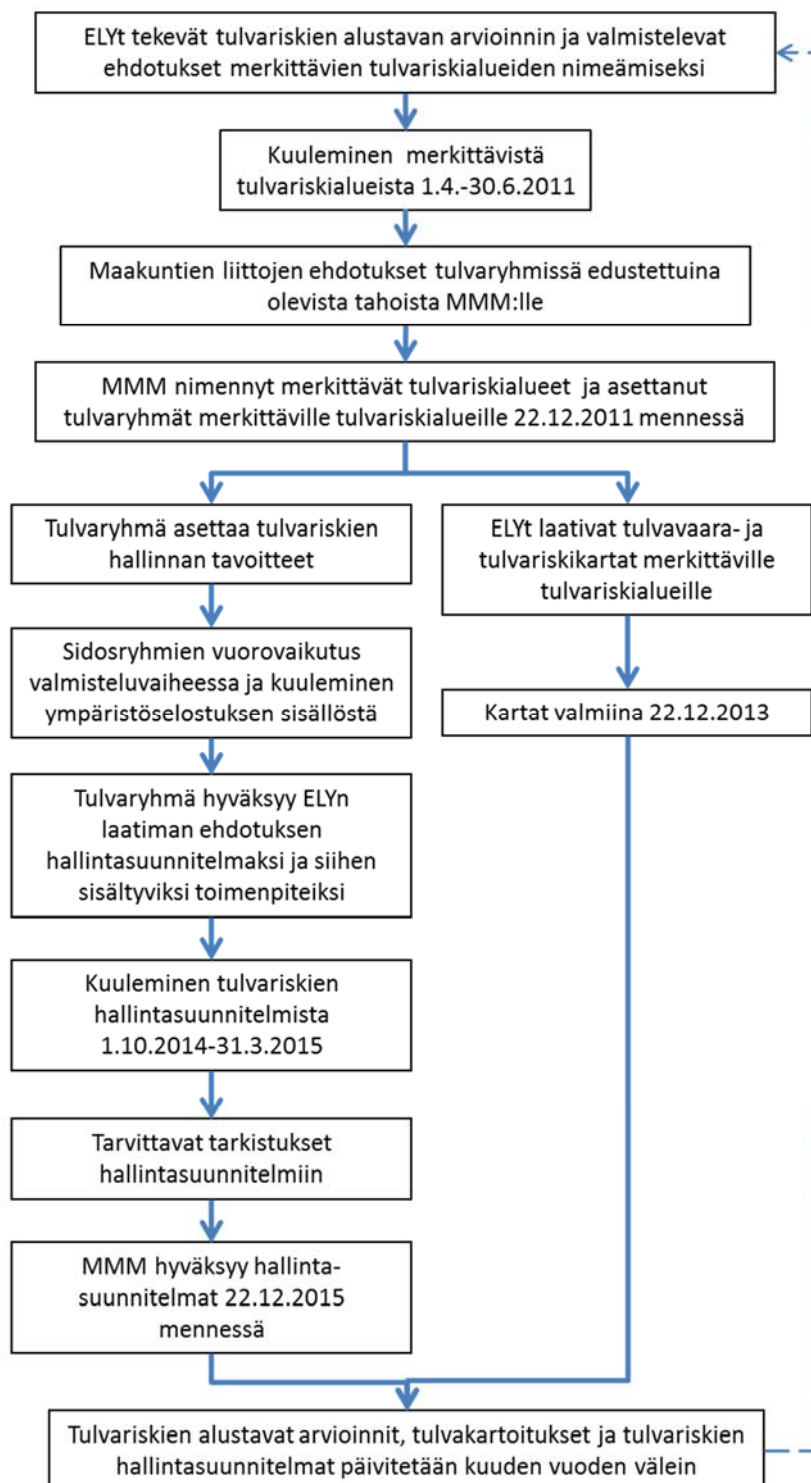 ELYt tekevät tulvariskien alustavan arvioinnin ja valmistelevat
ehdotukset merkittävien tulvariskialueiden nimeämiseksi
Kuuleminen merkittävistä
tulvariskialueista 1.4.-30.6.2011
Maakuntien liittojen ehdotukset tulvaryhmissä edustettuina
olevista tahoista MMM:lle
MMM nimennyt merkittävät tulvariskialueet ja asettanut
tulvaryhmät merkittäville tulvariskialueille 22.12.2011 mennessä
Tulvaryhmä asettaa tulvariskien
hallinnan tavoitteet
Sidosryhmien vuorovaikutus
valmisteluvaiheessa ja kuuleminen
ympäristöselostuksen sisällöstä
Tulvaryhmä hyväksyy ELYn
laatiman ehdotuksen
hallintasuunnitelmaksi ja siihen
sisältyviksi toimenpiteiksi
Kuuleminen tulvariskien
hallintasuunnitelmista
1.10.2014-31.3.2015
Tarvittavat tarkistukset
hallintasuunnitelmiin
MMM hyväksyy hallinta-
suunnitelmat 22.12.2015
mennessä
ELYt laativat tulvavaara- ja
tulvariskikartat merkittäville
tulvariskialueille
Kartat valmiina 22.12.2013
Tulvariskien alustavat arvioinnit, tulvakartoitukset ja tulvariskien
hallintasuunnitelmat päivitetään kuuden vuoden välein